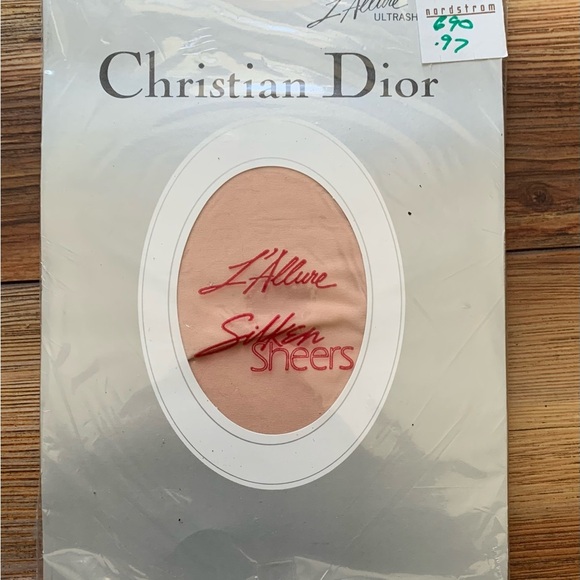 L'Allure
ULTRASH
nordstrom
690
.97
Christian Dior
L'Allure
Silken
Sheers